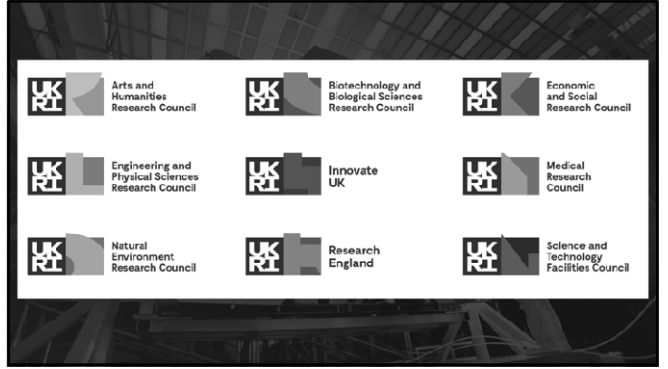 UK
RI
Arts and
Humanities
Research Council
UK
RI
Biotechnology and
Biological Sciences
Research Council
UK
RI
Economic
and Social
Research Council
UK
RI
Engineering and
Physical Sciences
Research Council
UK
RI
Innovate
UK
UK
RI
Medical
Research
Council
UK
RI
Natural
Environment
Research Council
UK
RI
Research
England
UK
RI
Science and
Technology
Facilities Council